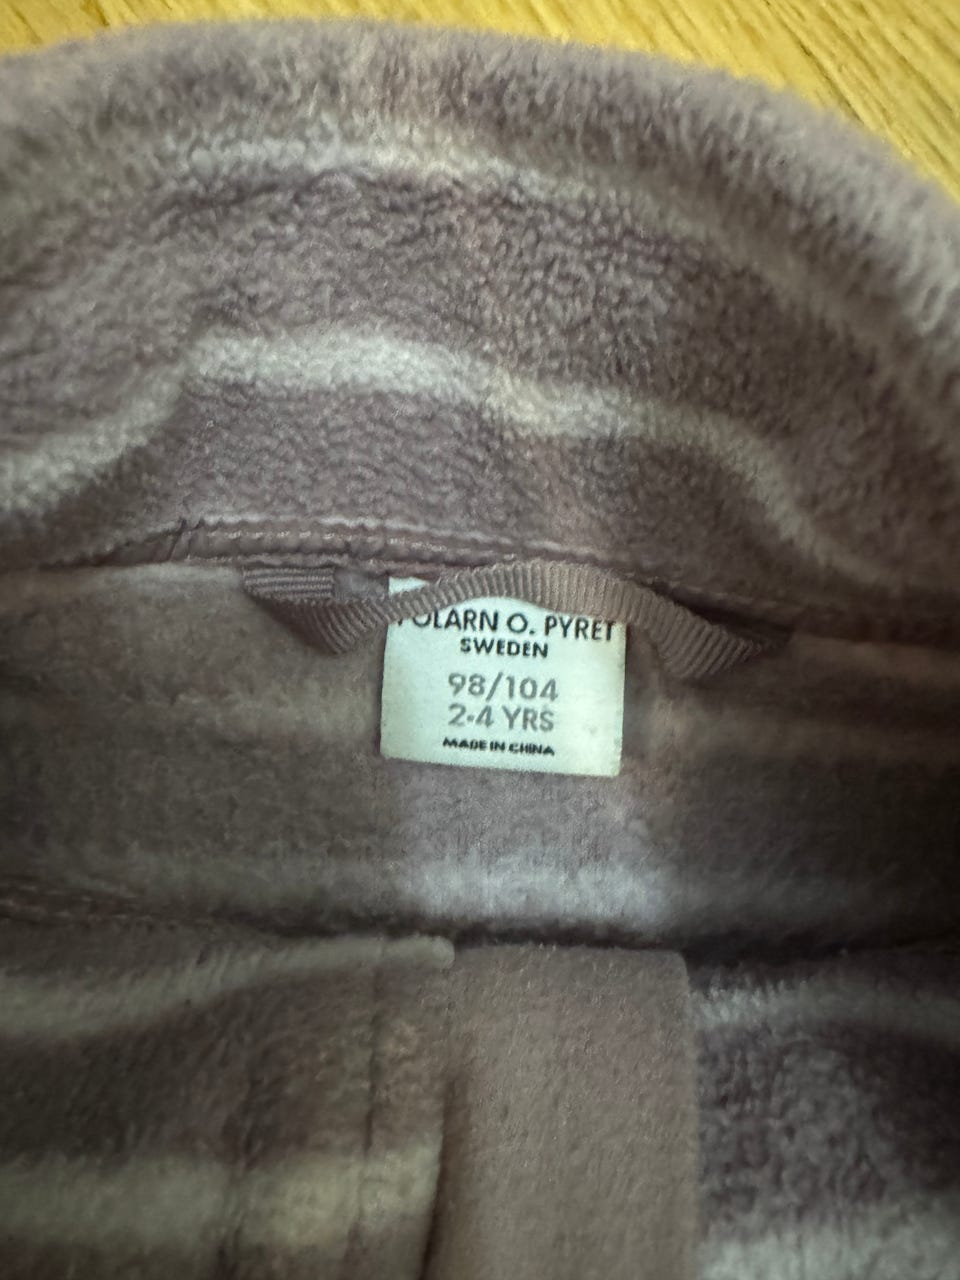 POLARN O. PYRET
SWEDEN
98/104
2-4 YRS
MADE IN CHINA